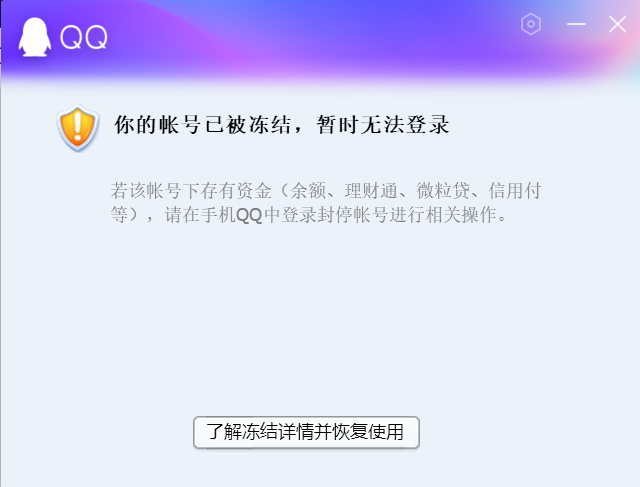 QQ
你的帐号已被冻结，暂时无法登录
若该帐号下存有资金（余额、理财通、微粒贷、信用付
等），请在手机QQ中登录封停帐号进行相关操作。
了解冻结详情并恢复使用